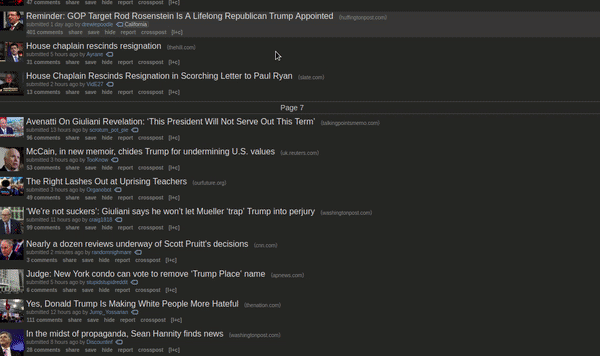 47 comments share save hide report crosspost [l+c]
Reminder: GOP Target Rod Rosenstein Is A Lifelong Republican Trump Appointed (huffingtonpost.com)
submitted 1 day ago by drewiepoodle California
401 comments share save hide report crosspost [l+c]
House chaplain rescinds resignation (thehill.com)
submitted 5 hours ago by
31 comments share save hide report crosspost [l+c]
House Chaplain Rescinds Resignation in Scorching Letter to Paul Ryan (slate.com)
submitted 2 hours ago by
13 comments share save hide report crosspost [l+c]
Page 7
Avenatti On Giuliani Revelation: 'This President Will Not Serve Out This Term' (talkingpointsmemo.com)
submitted 13 hours ago by scrotum_pot_pie
96 comments share save hide report crosspost [l+c]
McCain, in new memoir, chides Trump for undermining U.S. values (uk.reuters.com)
submitted 10 hours ago by
53 comments share save hide report crosspost [l+c]
The Right Lashes Out at Uprising Teachers (ourfuture.org)
submitted 3 hours ago by
49 comments share save hide report crosspost [l+c]
'We're not suckers': Giuliani says he won't let Mueller 'trap' Trump into perjury (washingtonpost.com)
submitted 11 hours ago by craig1818
99 comments share save hide report crosspost [l+c]
Nearly a dozen reviews underway of Scott Pruitt's decisions (cnn.com)
submitted 2 minutes ago by
3 comments share save hide report crosspost [l+c]
Judge: New York condo can vote to remove 'Trump Place' name (apnews.com)
submitted 5 hours ago by stupidstupidreddit
6 comments share save hide report crosspost [l+c]
Yes, Donald Trump Is Making White People More Hateful (thenation.com)
submitted 12 hours ago by Jump_Yossarian
111 comments share save hide report crosspost [l+c]
In the midst of propaganda, Sean Hannity finds news (washingtonpost.com)
submitted 8 hours ago by
28 comments share save hide report crosspost [l+c]